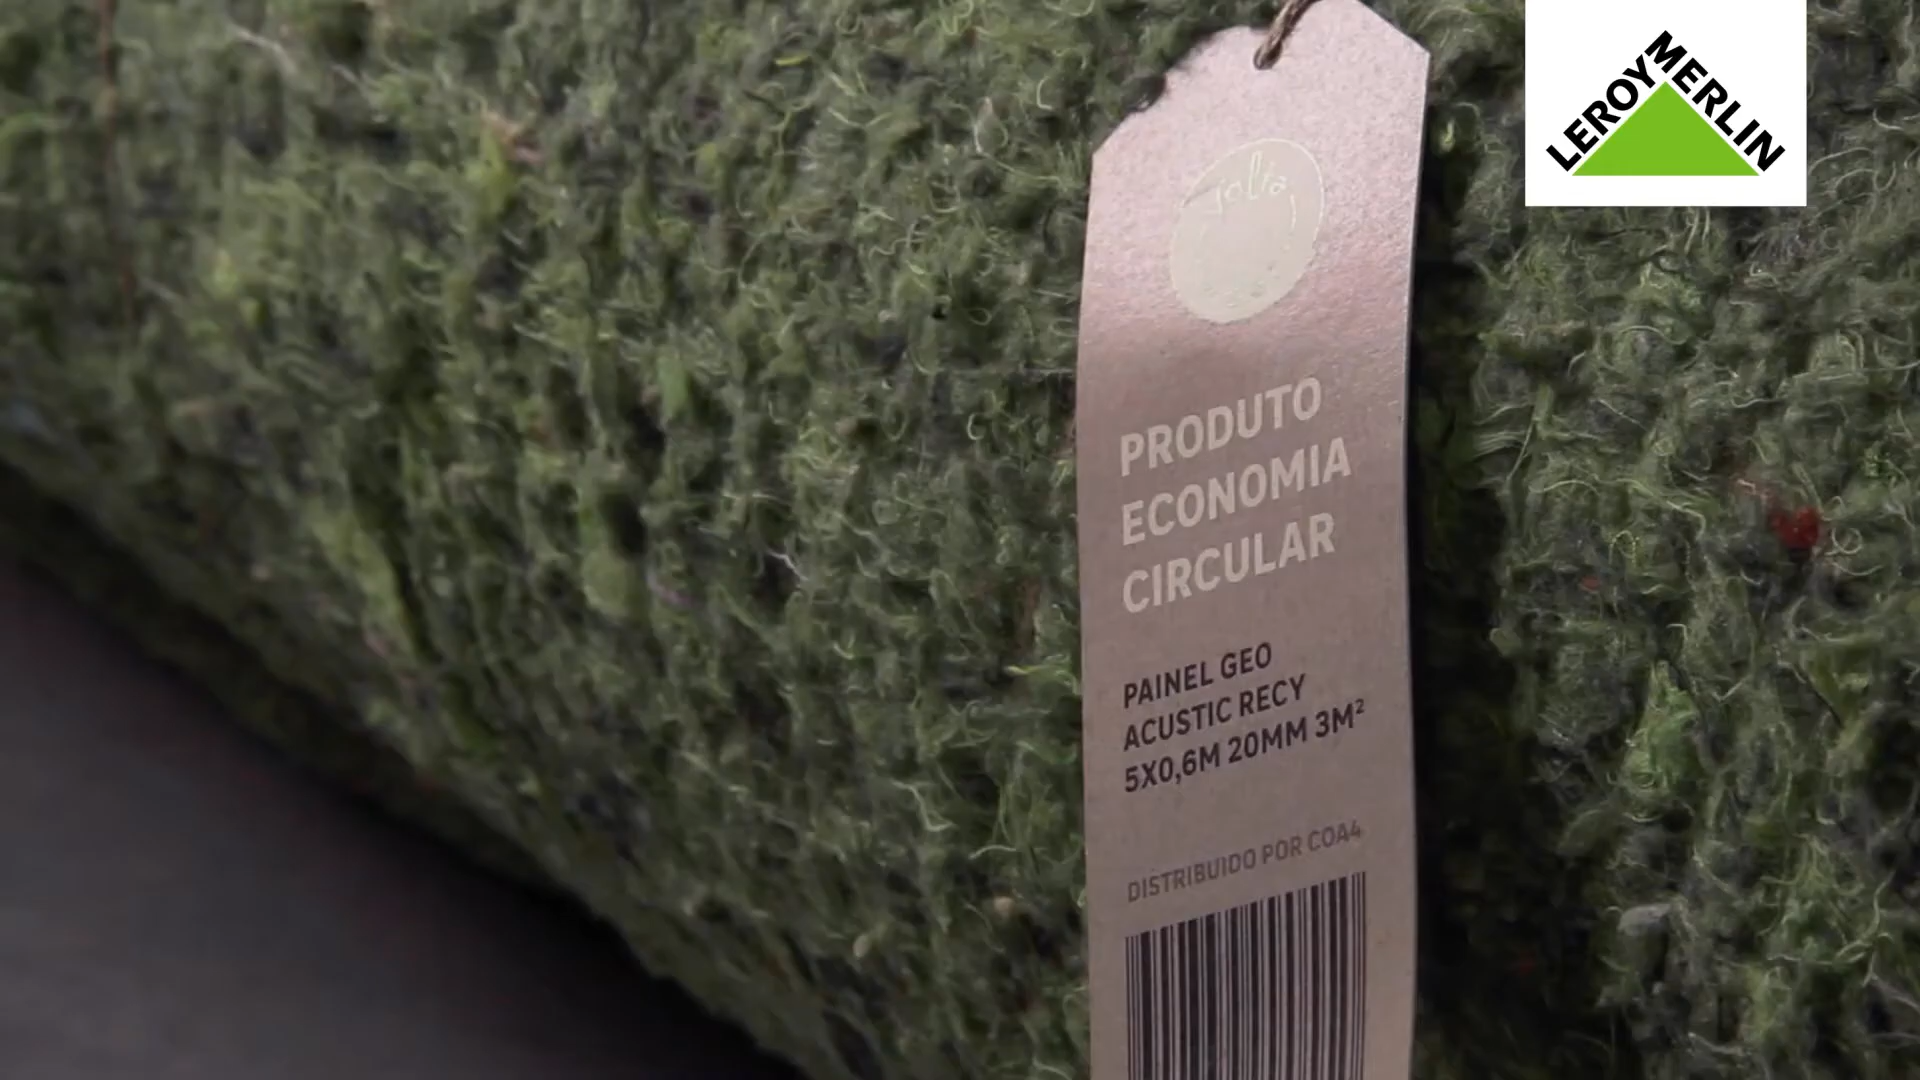 LEROY MERLIN
PRODUTO
ECONOMIA
CIRCULAR
PAINEL GEO
ACUSTIC RECY
5X0,6M 20MM 3M²
DISTRIBUIDO POR COA4